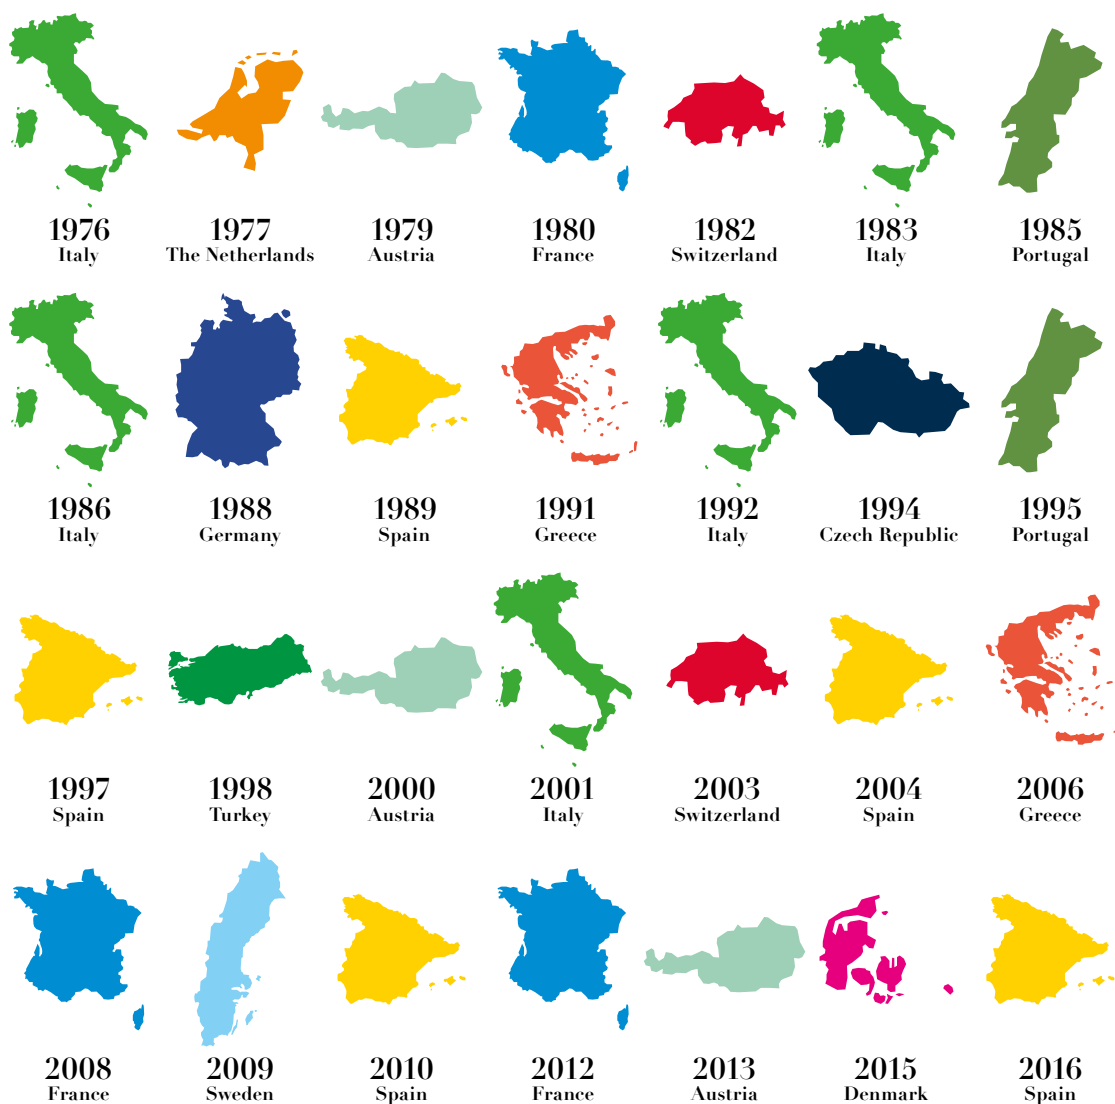 1976 1977 1979 1980 1982 1983 1985
Italy The Netherlands Austria France Switzerland Italy Portugal
1986 1988 1989 1991 1992 1994 1995
Italy Germany Spain Greece Italy Czech Republic Portugal
1997 1998 2000 2001 2003 2004 2006
Spain Turkey Austria Italy Switzerland Spain Greece
2008 2009 2010 2012 2013 2015 2016
France Sweden Spain France Austria Denmark Spain